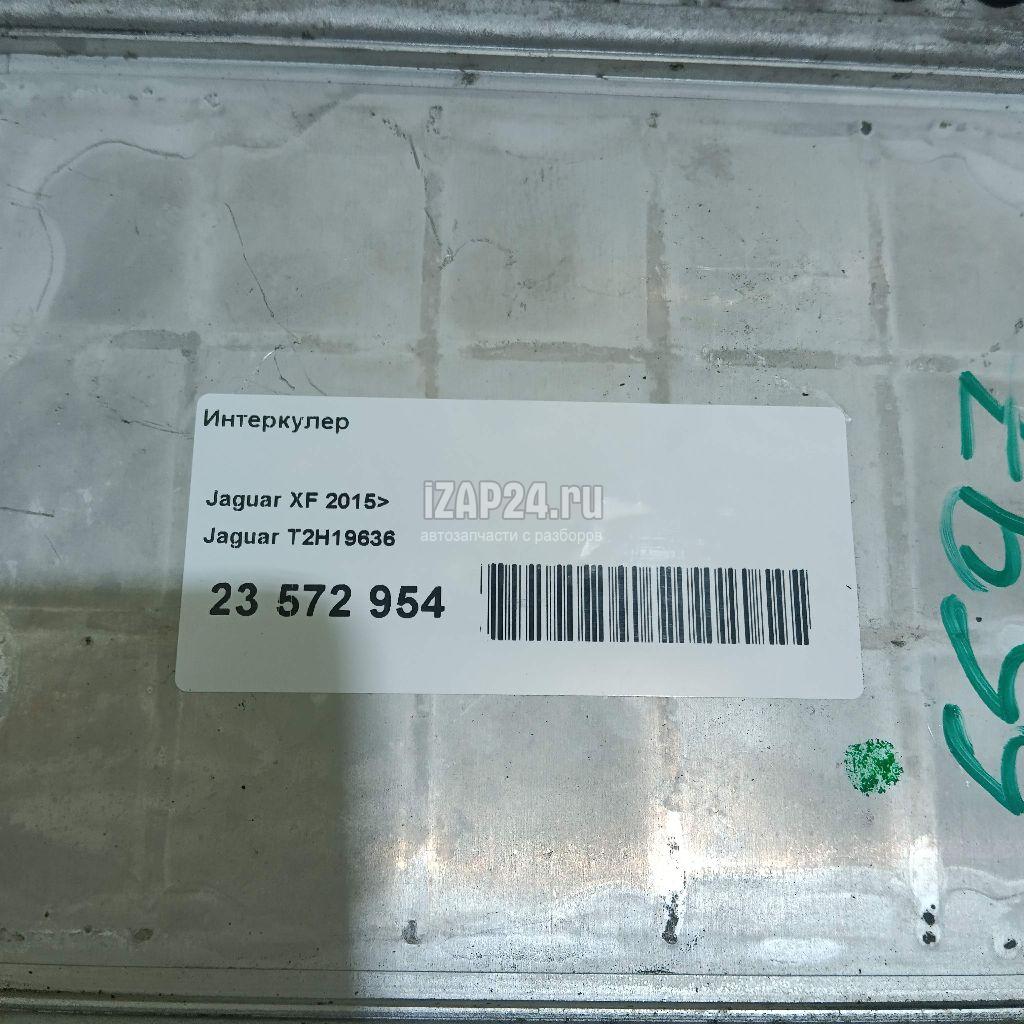 Интеркулер
Jaguar XF 2015>
Jaguar T2H19636
23 572 954
iZAP24.ru
автозапчасти с разборов